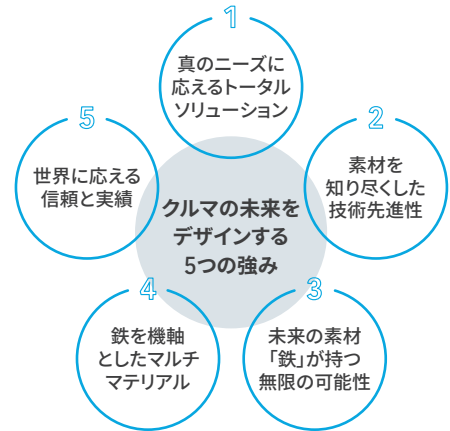 1
真のニーズに
応えるトータル
ソリューション
2
素材を
知り尽くした
技術先進性
3
未来の素材
「鉄」が持つ
無限の可能性
4
鉄を機軸
としたマルチ
マテリアル
5
世界に応える
信頼と実績
クルマの未来を
デザインする
5つの強み